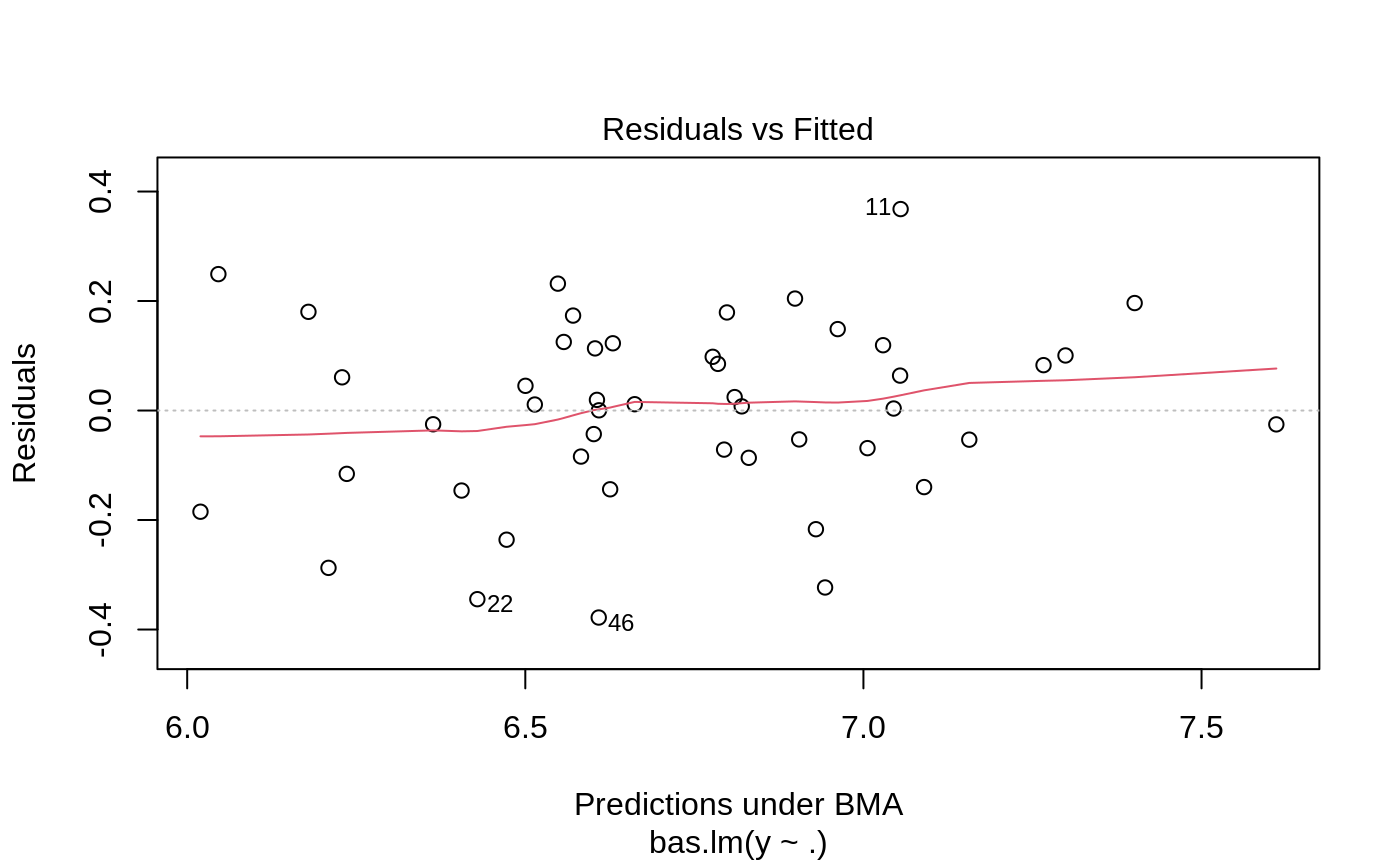 Residuals vs Fitted
Residuals
0.4
0.2
0.0
-0.2
-0.4
11
22
46
6.0 6.5 7.0 7.5
Predictions under BMA
bas.lm(y ~ .)